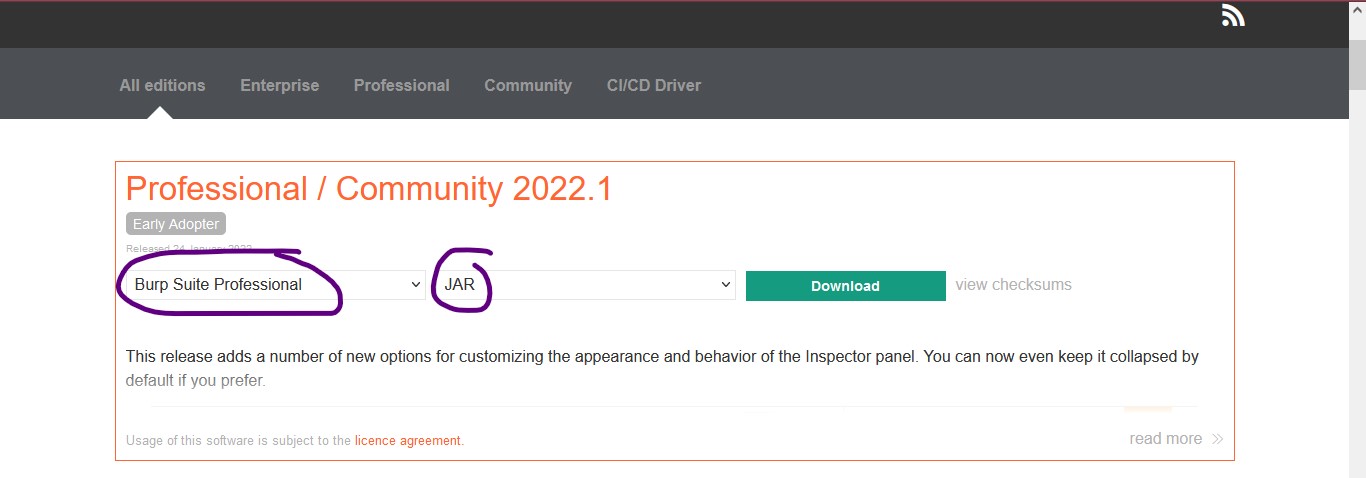 All editions Enterprise Professional Community CI/CD Driver
Professional / Community 2022.1
Early Adopter
Released 24 January 2022
Burp Suite Professional JAR Download view checksums
This release adds a number of new options for customizing the appearance and behavior of the Inspector panel. You can now even keep it collapsed by
default if you prefer.
Usage of this software is subject to the licence agreement. read more